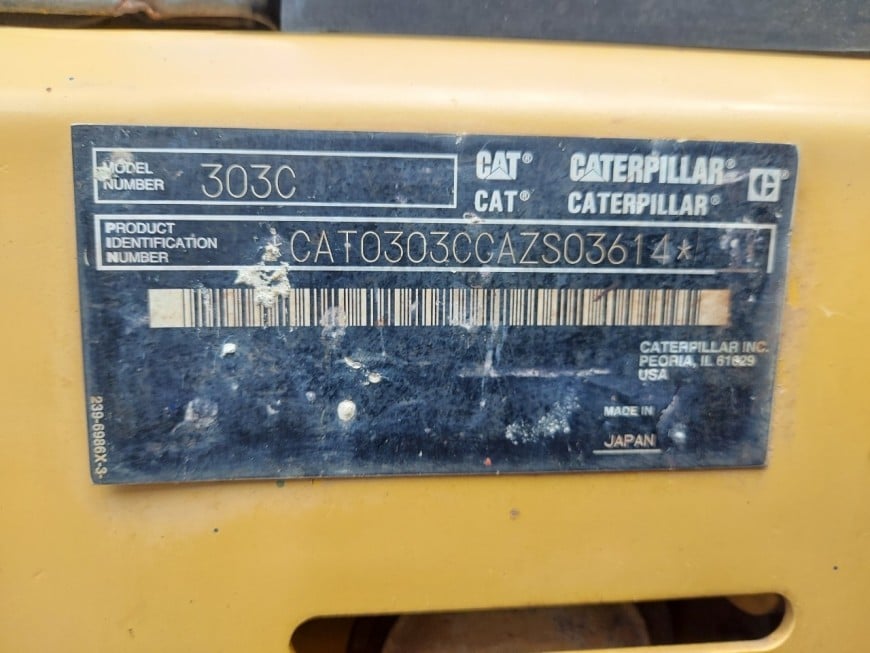 MODEL
NUMBER
303C
CAT® CATERPILLAR®
CAT® CATERPILLAR®
C®
PRODUCT
IDENTIFICATION
NUMBER
*CAT0303CCAZS03614*
CATERPILLAR INC.
PEORIA, IL 61629
USA
MADE IN
JAPAN
239-6986X-3